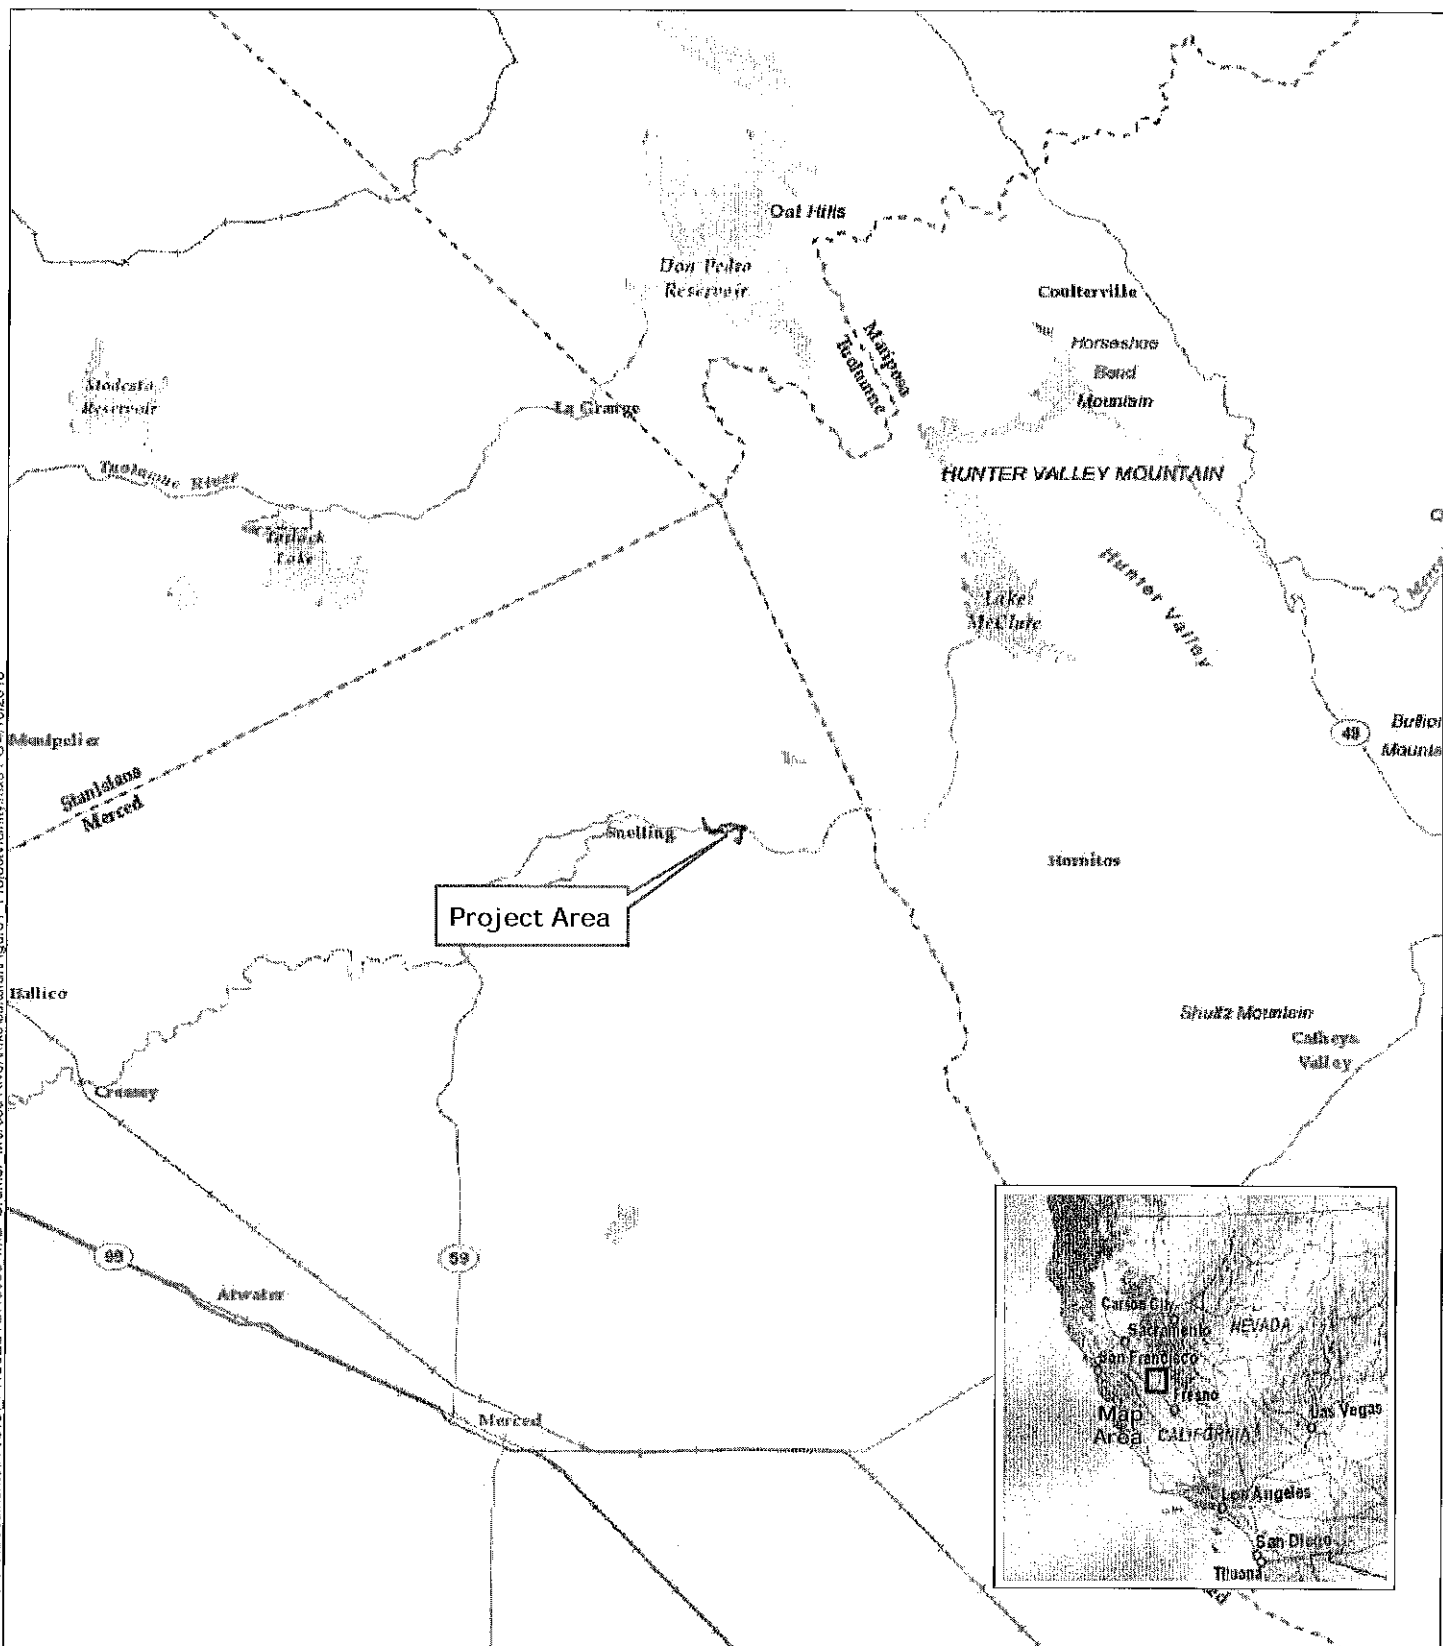 Oat Hills
Don Pedro
Reservoir
Coulterville
Mariposa
Tuolumne
Horseshoe
Bend
Mountain
Modesto
Reservoir
La Grange
Tuolumne River
HUNTER VALLEY MOUNTAIN
Turlock
Lake
Hunter Valley
Lake
McClure
Montpelier
Stanislaus
Merced
49
Snelling
Hornitos
Project Area
Ballico
Shultz Mountain
Catheys
Valley
Cressey
99
59
Atwater
Merced
Carson City
Sacramento
NEVADA
San Francisco
Fresno
Map
Area
CALIFORNIA
Las Vegas
Los Angeles
San Diego
Tijuana